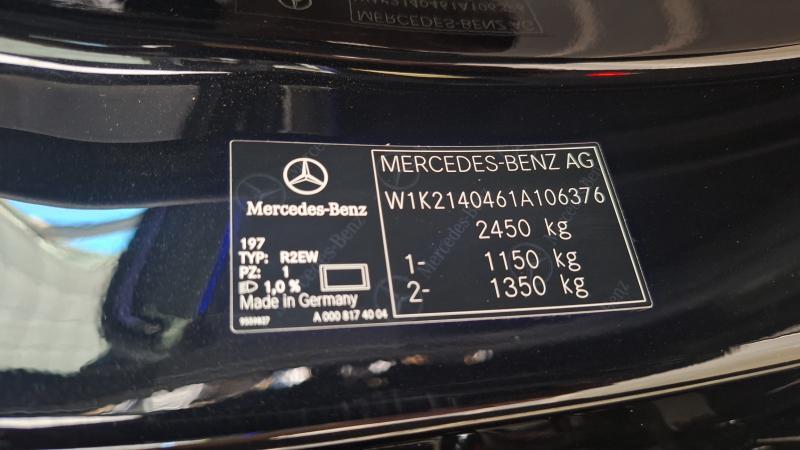 Mercedes-Benz
197
TYP: R2EW
PZ: 1
1,0 %
Made in Germany
A 000 817 40 04
MERCEDES-BENZ AG
W1K2140461A106376
2450 kg
1- 1150 kg
2- 1350 kg